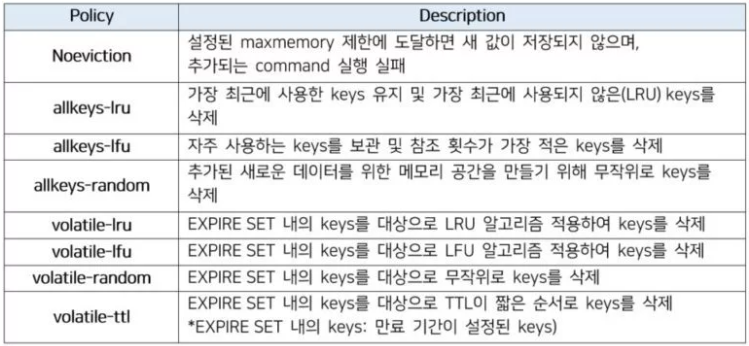 Policy Description
Noeviction 설정된 maxmemory 제한에 도달하면 새 값이 저장되지 않으며,
추가되는 command 실행 실패
allkeys-lru 가장 최근에 사용한 keys 유지 및 가장 최근에 사용되지 않은(LRU) keys를
삭제
allkeys-lfu 자주 사용하는 keys를 보관 및 참조 횟수가 가장 적은 keys를 삭제
allkeys-random 추가된 새로운 데이터를 위한 메모리 공간을 만들기 위해 무작위로 keys를
삭제
volatile-lru EXPIRE SET 내의 keys를 대상으로 LRU 알고리즘 적용하여 keys를 삭제
volatile-lfu EXPIRE SET 내의 keys를 대상으로 LFU 알고리즘 적용하여 keys를 삭제
volatile-random EXPIRE SET 내의 keys를 대상으로 무작위로 keys를 삭제
volatile-ttl EXPIRE SET 내의 keys를 대상으로 TTL이 짧은 순서로 keys를 삭제
*EXPIRE SET 내의 keys: 만료 기간이 설정된 keys)